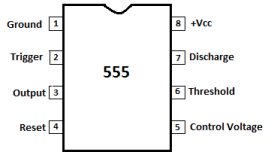 Ground 1
8 +Vcc
Trigger 2
7 Discharge
555
Output 3
6 Threshold
Reset 4
5 Control Voltage